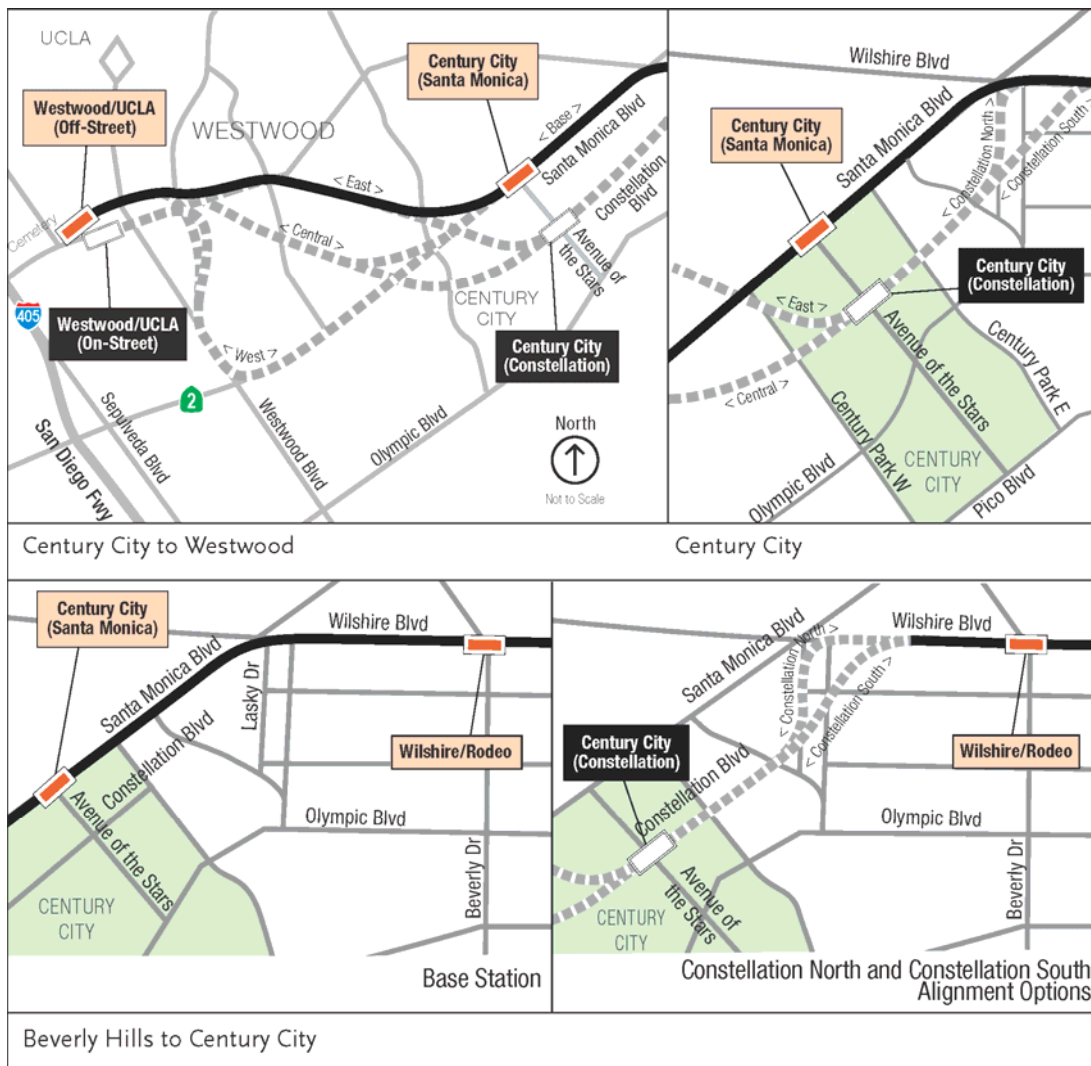 UCLA
Westwood/UCLA
(Off-Street)
WESTWOOD
Century City
(Santa Monica)
< Base >
Santa Monica Blvd
Constellation
Blvd
< East >
< Central >
< West >
Cemetery
Westwood/UCLA
(On-Street)
405
2
San Diego Fwy
Sepulveda Blvd
Westwood Blvd
Olympic Blvd
CENTURY
CITY
Avenue of
the Stars
Century City
(Constellation)
North
Not to Scale
Century City to Westwood
Wilshire Blvd
Santa Monica Blvd
Century City
(Santa Monica)
< Constellation North >
< Constellation South >
Century City
(Constellation)
< East >
< Central >
Avenue of the Stars
Century Park E
Century Park W
CENTURY
CITY
Olympic Blvd
Pico Blvd
Century City
Century City
(Santa Monica)
Santa Monica Blvd
Wilshire Blvd
Lasky Dr
Constellation Blvd
Wilshire/Rodeo
Avenue of the Stars
Olympic Blvd
Beverly Dr
CENTURY
CITY
Base Station
Santa Monica Blvd
< Constellation North >
< Constellation South >
Wilshire Blvd
Century City
(Constellation)
Constellation Blvd
Wilshire/Rodeo
Olympic Blvd
Avenue of
the Stars
Beverly Dr
CENTURY
CITY
Constellation North and Constellation South
Alignment Options
Beverly Hills to Century City